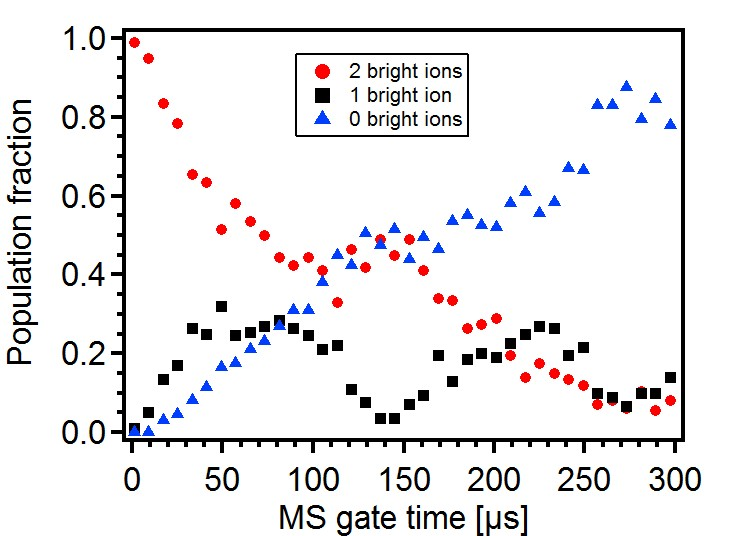 1.0
0.8
0.6
0.4
0.2
0.0
Population fraction
2 bright ions
1 bright ion
0 bright ions
0 50 100 150 200 250 300
MS gate time [µs]